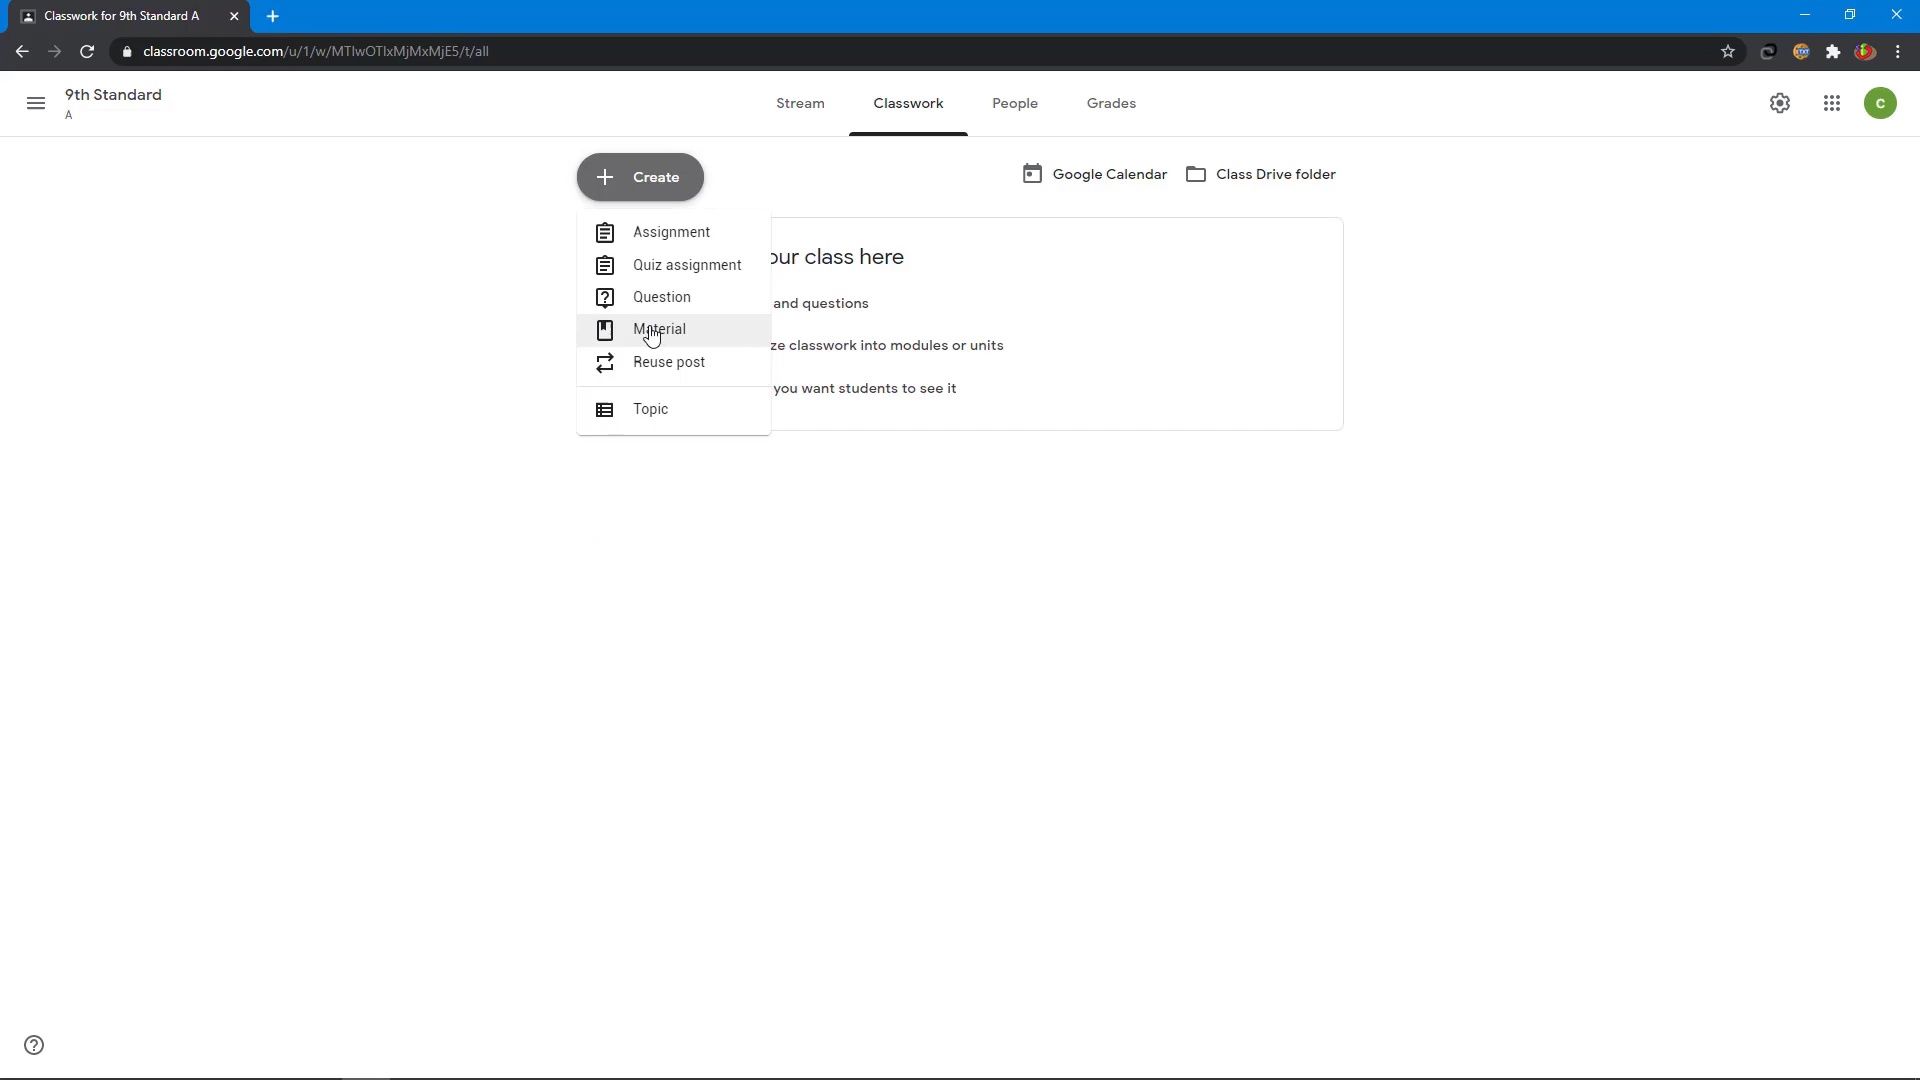 Classwork for 9th Standard A
classroom.google.com/u/1/w/MTIwOTIxMjMxMjE5/t/all
9th Standard
A
Stream
Classwork
People
Grades
C
Create
Google Calendar
Class Drive folder
Assignment
Quiz assignment
Question
Material
Reuse post
Topic
our class here
and questions
ze classwork into modules or units
you want students to see it